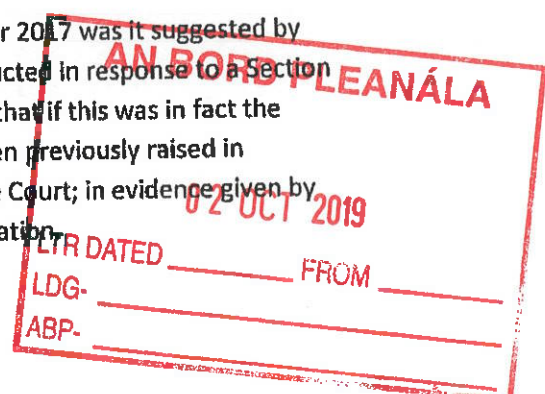 r 2017 was it suggested by
AN BORD PLEANÁLA
ucted in response to a Section
that if this was in fact the
en previously raised in
e Court; in evidence given by
02 OCT 2019
ation.
LTR DATED FROM
LDG-
ABP-